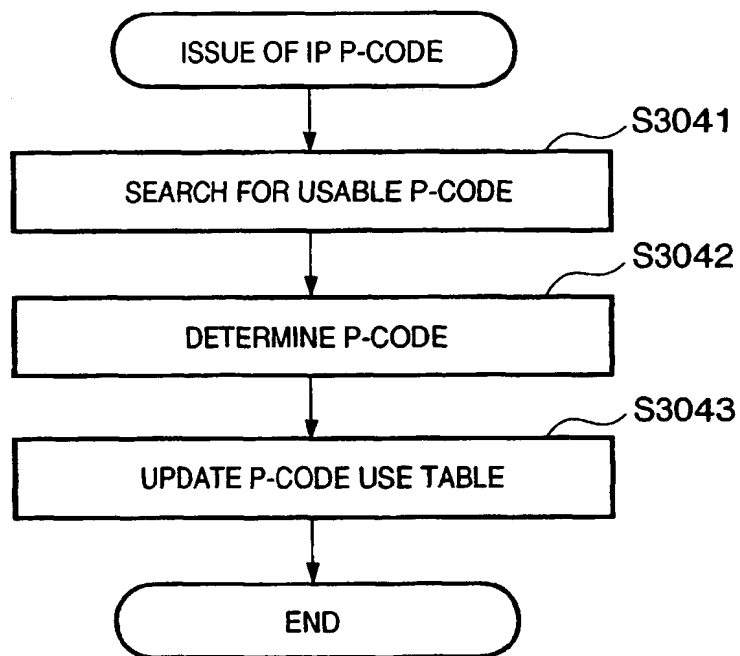 ISSUE OF IP P-CODE
S3041
SEARCH FOR USABLE P-CODE
S3042
DETERMINE P-CODE
S3043
UPDATE P-CODE USE TABLE
END